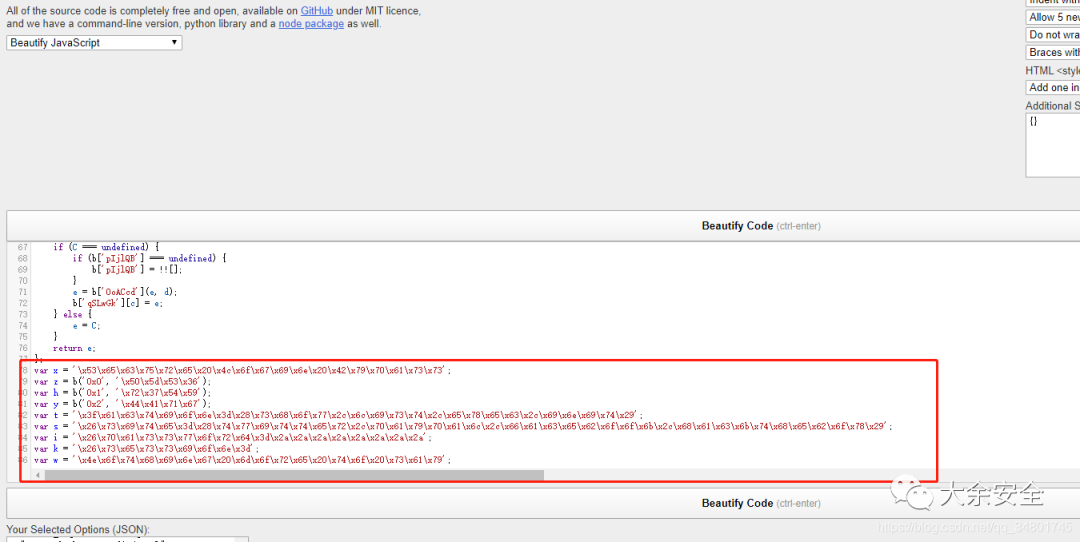 All of the source code is completely free and open, available on GitHub under MIT licence,
and we have a command-line version, python library and a node package as well.
Beautify JavaScript
Allow 5 new
Do not wra
Braces with
HTML <style
Add one in
Additional S
{}
Beautify Code (ctrl-enter)
67 if (C === undefined) {
68 if (b['pIjlQB'] === undefined) {
69 b['pIjlQB'] = !![];
70 }
71 e = b['OoACcd'](e, d);
72 b['qSLwGk'][c] = e;
73 } else {
74 e = C;
75 }
76 return e;
77 };
78 var x = '\x53\x65\x63\x75\x72\x65\x20\x4c\x6f\x67\x69\x6e\x20\x42\x79\x70\x61\x73\x73';
79 var z = b('0x0', '\x50\x5d\x53\x36');
80 var h = b('0x1', '\x72\x37\x54\x59');
81 var y = b('0x2', '\x44\x41\x71\x67');
82 var t = '\x3f\x61\x63\x74\x69\x6f\x6e\x3d\x28\x73\x68\x6f\x77\x2c\x6c\x69\x73\x74\x2c\x65\x78\x65\x63\x2c\x69\x6e\x69\x74\x29';
83 var s = '\x26\x73\x69\x74\x65\x3d\x28\x74\x77\x69\x74\x74\x65\x72\x2c\x70\x61\x79\x70\x61\x6c\x2c\x66\x61\x63\x65\x62\x6f\x6f\x6b\x2c\x68\x61\x63\x6b\x74\x68\x65\x62\x6f\x78\x29';
84 var i = '\x26\x70\x61\x73\x73\x77\x6f\x72\x64\x3d\x2a\x2a\x2a\x2a\x2a\x2a\x2a\x2a';
85 var k = '\x26\x73\x65\x73\x73\x69\x6f\x6e\x3d';
86 var w = '\x4e\x6f\x74\x68\x69\x6e\x67\x20\x6d\x6f\x72\x65\x20\x74\x6f\x20\x73\x61\x79';
大余安全
Beautify Code (ctrl-enter)
https://blog.csdn.net/qq_34801745
Your Selected Options (JSON):